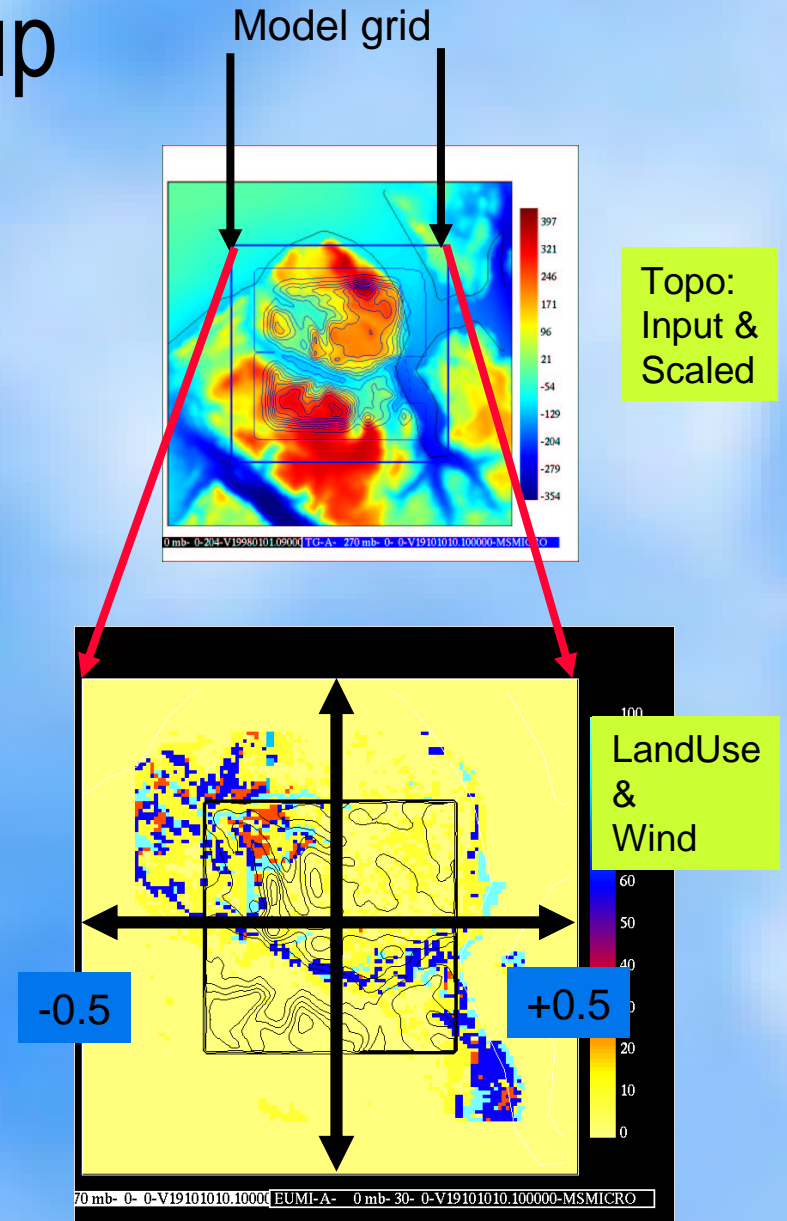 up
Model grid
397
321
246
171
96
21
-54
-129
-204
-279
-354
Topo:
Input &
Scaled
0 mb- 0-204-V19980101.09000 TG-A- 270 mb- 0- 0-V19101010.100000-MSMICRO
100
LandUse
&
Wind
60
50
40
20
10
0
-0.5
+0.5
70 mb- 0- 0-V19101010.10000 EUMI-A- 0 mb- 30- 0-V19101010.100000-MSMICRO